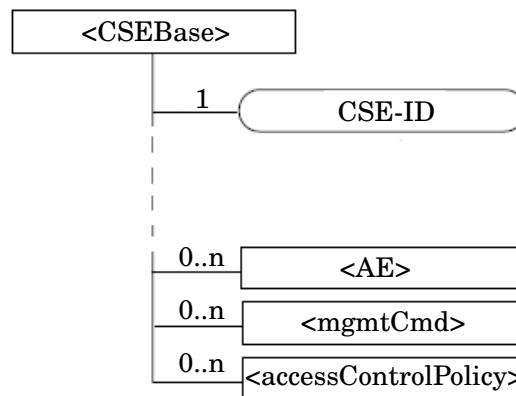 <CSEBase>
1
CSE-ID
0..n
<AE>
0..n
<mgmtCmd>
0..n
<accessControlPolicy>